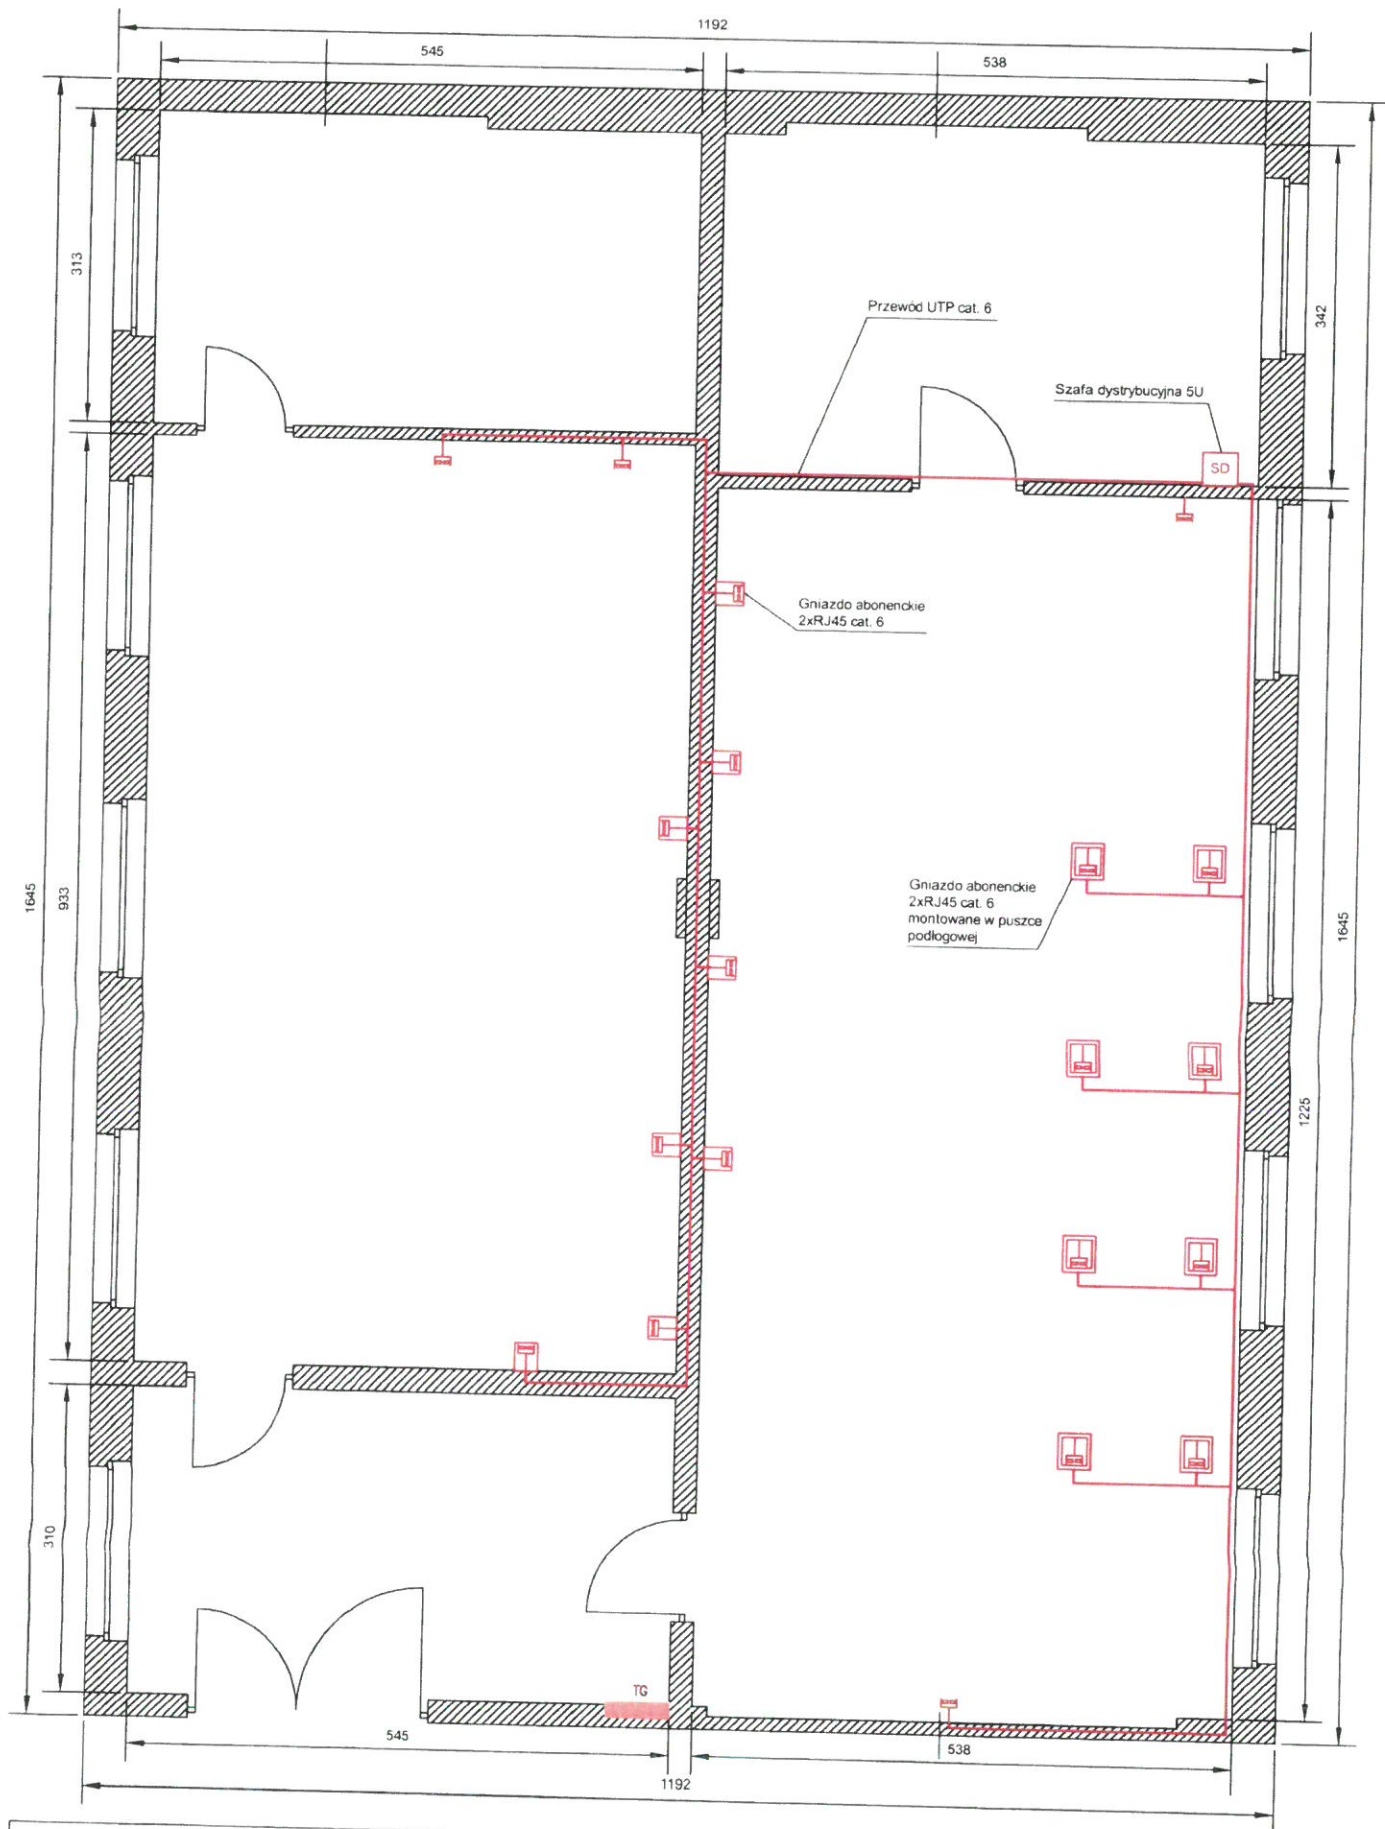 1192
545
538
313
342
Przewód UTP cat. 6
Szafa dystrybucyjna 5U
SD
Gniazdo abonenckie
2xRJ45 cat. 6
1645
933
Gniazdo abonenckie
2xRJ45 cat. 6
montowane w puszce
podłogowej
1645
1225
310
TG
545
538
1192